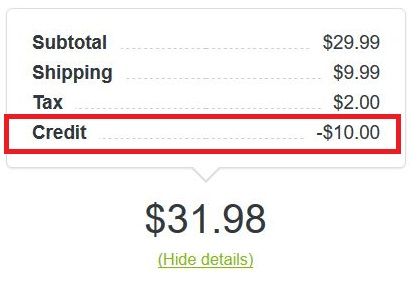 Subtotal $29.99
Shipping $9.99
Tax $2.00
Credit -$10.00
$31.98
(Hide details)